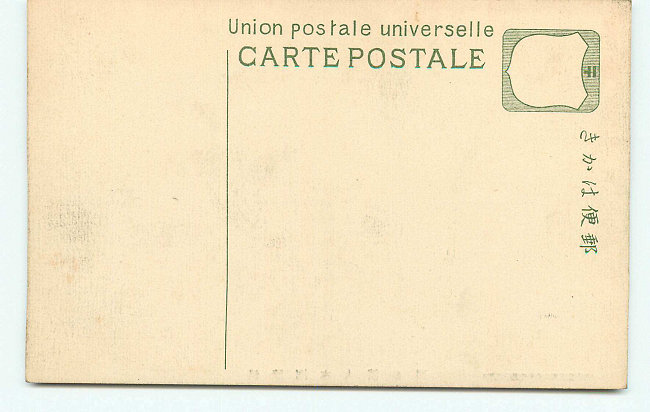 Union postale universelle
CARTE POSTALE
きかは便郵